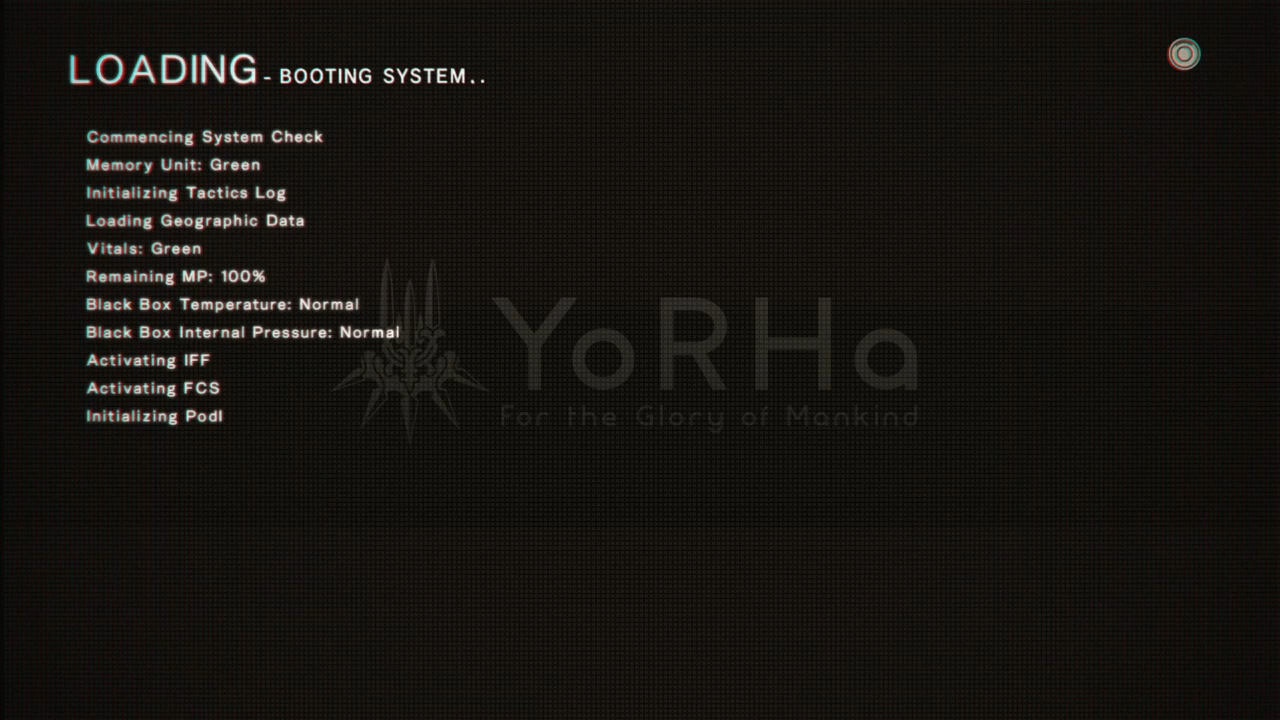 LOADING - BOOTING SYSTEM..
Commencing System Check
Memory Unit: Green
Initializing Tactics Log
Loading Geographic Data
Vitals: Green
Remaining MP: 100%
Black Box Temperature: Normal
Black Box Internal Pressure: Normal
Activating IFF
Activating FCS
Initializing Pod
YoRHa
For the Glory of Mankind